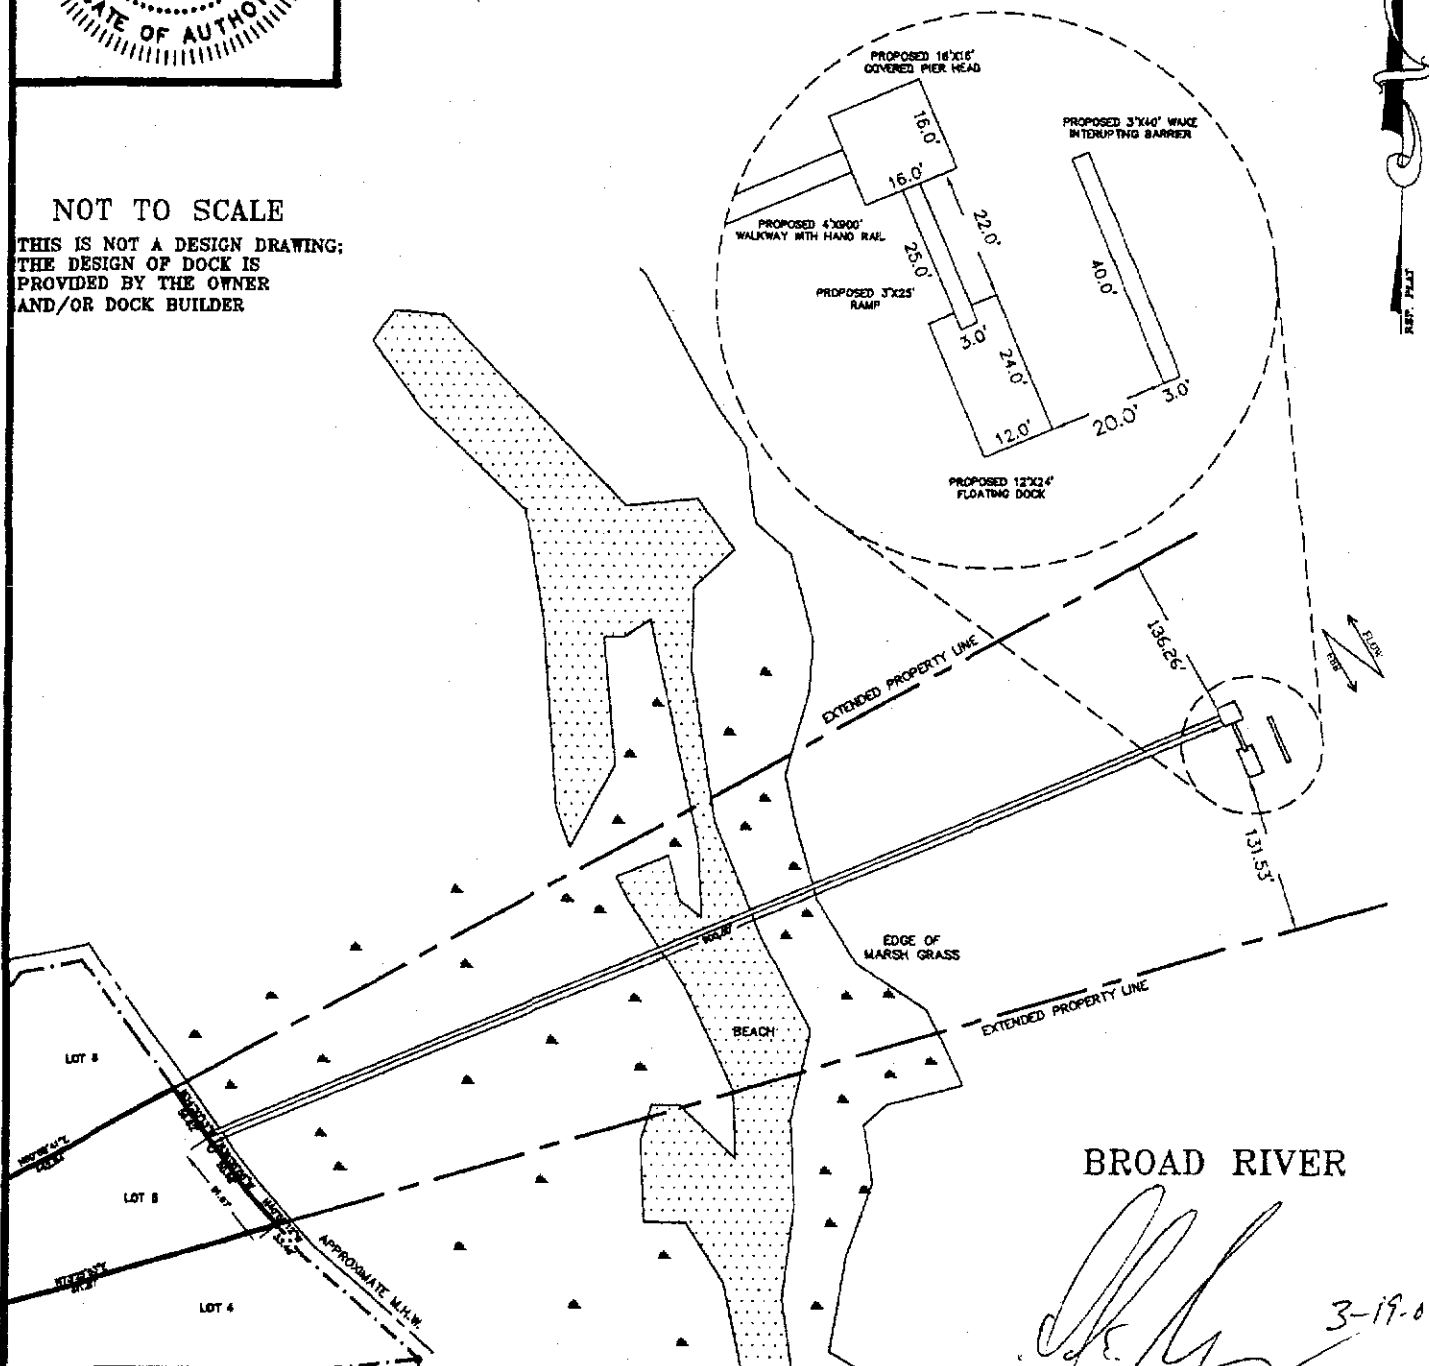 ATE OF AUTHO
NOT TO SCALE
THIS IS NOT A DESIGN DRAWING;
THE DESIGN OF DOCK IS
PROVIDED BY THE OWNER
AND/OR DOCK BUILDER
PROPOSED 16'X16'
COVERED PIER HEAD
16.0'
16.0'
PROPOSED 3'X40' WAKE
INTERUPTING BARRIER
PROPOSED 4'X900'
WALKWAY WITH HAND RAIL
22.0'
25.0'
40.0'
PROPOSED 3'X25'
RAMP
3.0'
24.0'
3.0'
12.0'
20.0'
PROPOSED 12'X24'
FLOATING DOCK
REF. PLAT
EXTENDED PROPERTY LINE
136.26'
FLOW
EBB
131.53'
EDGE OF
MARSH GRASS
EXTENDED PROPERTY LINE
BEACH
LOT
LOT
LOT 4
APPROXIMATE M.H.W.
BROAD RIVER
3-19-0